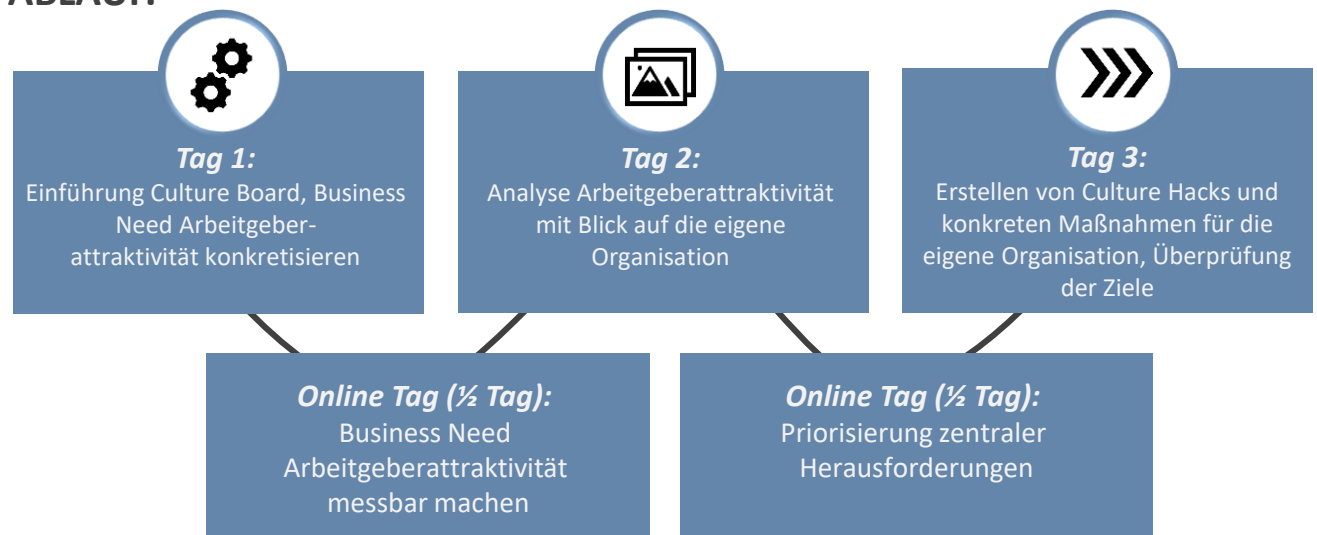 ABLAUF:
Tag 1:
Einführung Culture Board, Business
Need Arbeitgeber-
attraktivität konkretisieren
Online Tag (½ Tag):
Business Need
Arbeitgeberattraktivität
messbar machen
Tag 2:
Analyse Arbeitgeberattraktivität
mit Blick auf die eigene
Organisation
Online Tag (½ Tag):
Priorisierung zentraler
Herausforderungen
Tag 3:
Erstellen von Culture Hacks und
konkreten Maßnahmen für die
eigene Organisation, Überprüfung
der Ziele